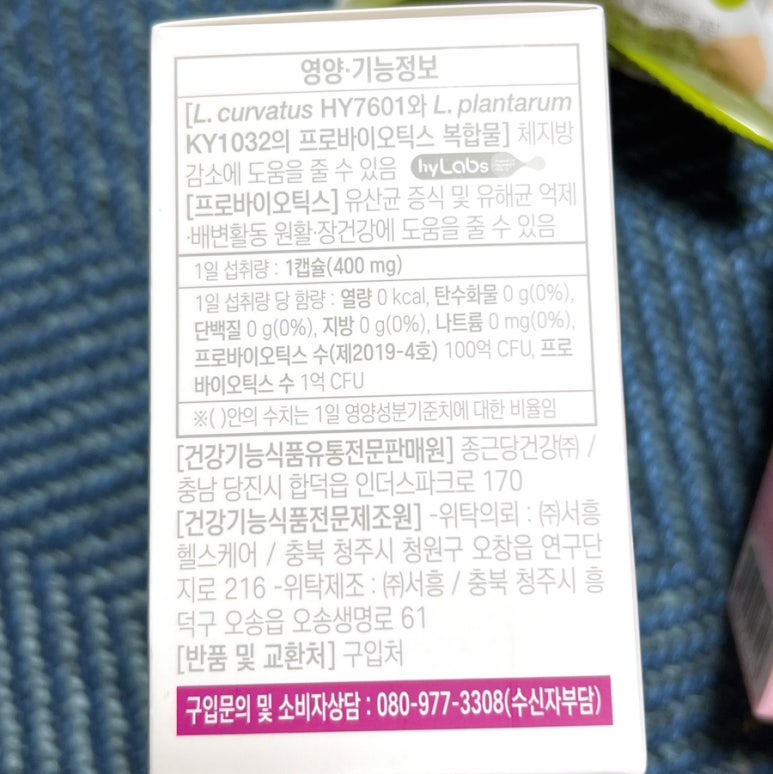 영양·기능정보
[L. curvatus HY7601와 L. plantarum
KY1032의 프로바이오틱스 복합물] 체지방
감소에 도움을 줄 수 있음 hyLabs
[프로바이오틱스] 유산균 증식 및 유해균 억제
·배변활동 원활·장건강에 도움을 줄 수 있음
1일 섭취량 : 1캡슐(400 mg)
1일 섭취량 당 함량 : 열량 0 kcal, 탄수화물 0 g(0%),
단백질 0 g(0%), 지방 0 g(0%), 나트륨 0 mg(0%),
프로바이오틱스 수(제2019-4호) 100억 CFU, 프로
바이오틱스 수 1억 CFU
※( )안의 수치는 1일 영양성분기준치에 대한 비율임
[건강기능식품유통전문판매원] 종근당건강㈜ /
충남 당진시 합덕읍 인더스파크로 170
[건강기능식품전문제조원] -위탁의뢰 : ㈜서흥
헬스케어 / 충북 청주시 청원구 오창읍 연구단
지로 216 -위탁제조 : ㈜서흥 / 충북 청주시 흥
덕구 오송읍 오송생명로 61
[반품 및 교환처] 구입처
구입문의 및 소비자상담 : 080-977-3308(수신자부담)